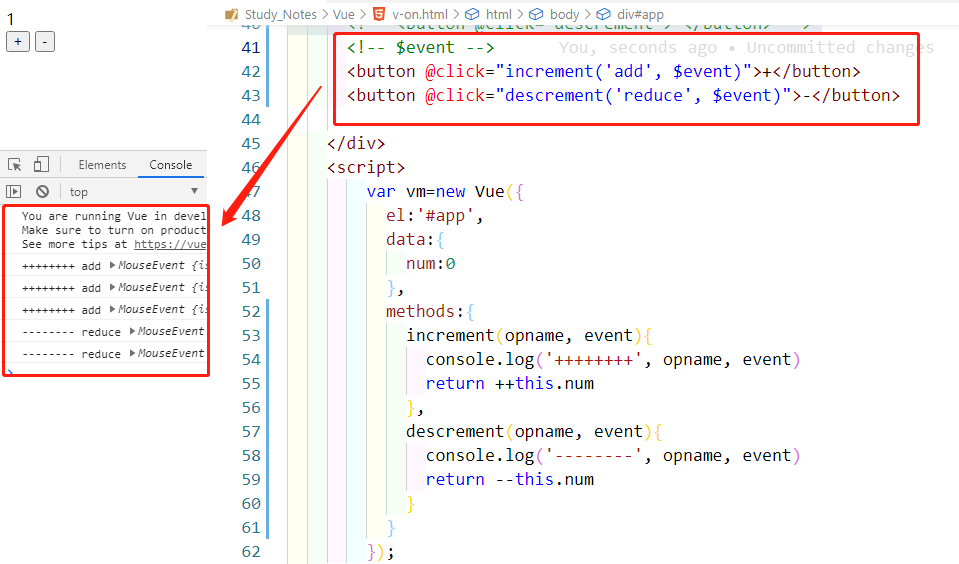 1
+ -
Elements Console
top
You are running Vue in devel
Make sure to turn on product
See more tips at https://vue
++++++++ add ▶MouseEvent {is
++++++++ add ▶MouseEvent {is
++++++++ add ▶MouseEvent {is
-------- reduce ▶MouseEvent
-------- reduce ▶MouseEvent
Study_Notes > Vue > v-on.html > html > body > div#app
41 <!-- $event --> You, seconds ago • Uncommitted changes
42 <button @click="increment('add', $event)">+</button>
43 <button @click="descrement('reduce', $event)">-</button>
44
45 </div>
46 <script>
47 var vm=new Vue({
48 el:'#app',
49 data:{
50 num:0
51 },
52 methods:{
53 increment(opname, event){
54 console.log('++++++++', opname, event)
55 return ++this.num
56 },
57 descrement(opname, event){
58 console.log('--------', opname, event)
59 return --this.num
60 }
61 }
62 });